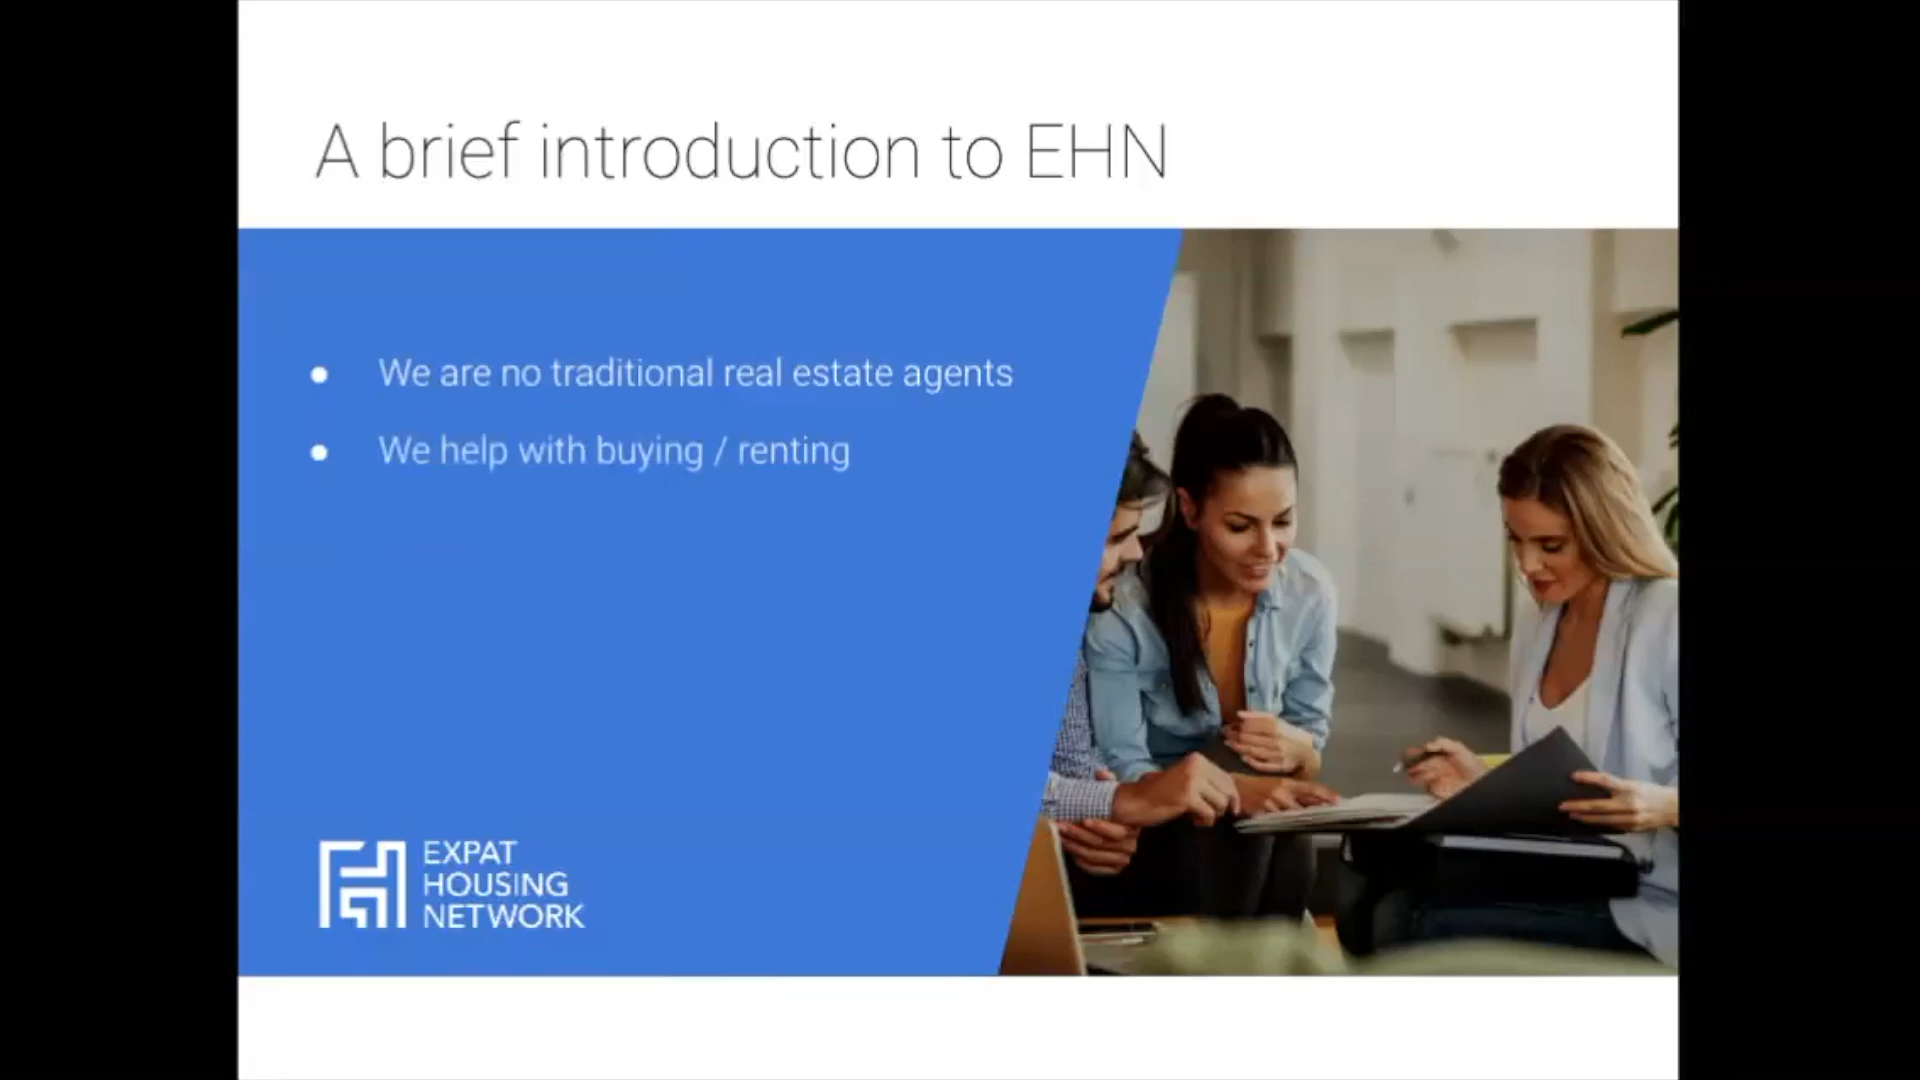 A brief introduction to EHN
• We are no traditional real estate agents
• We help with buying / renting
EXPAT
HOUSING
NETWORK